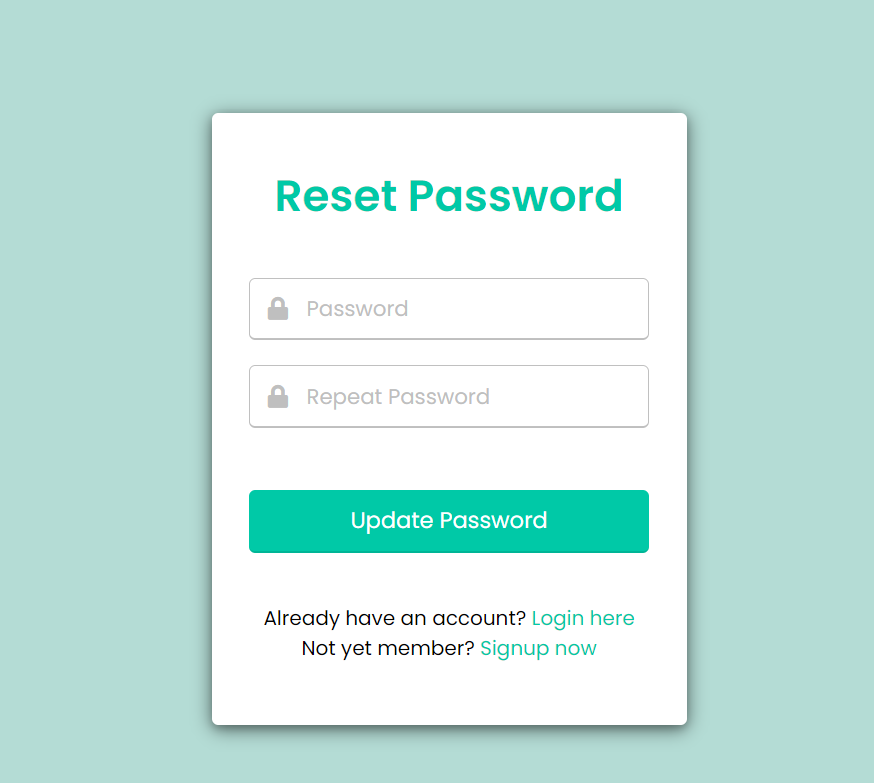 Reset Password
Password
Repeat Password
Update Password
Already have an account? Login here
Not yet member? Signup now